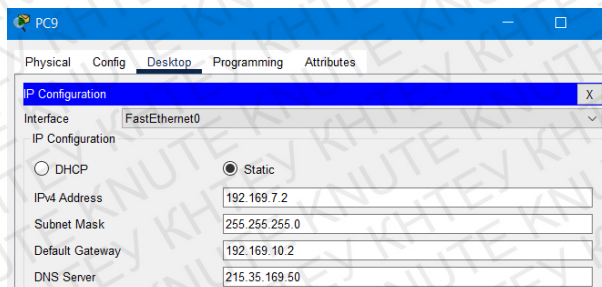 PC9
Physical Config Desktop Programming Attributes
IP Configuration X
Interface FastEthernet0
IP Configuration
DHCP Static
IPv4 Address 192.169.7.2
Subnet Mask 255.255.255.0
Default Gateway 192.169.10.2
DNS Server 215.35.169.50
KNUTE КНТЕУ